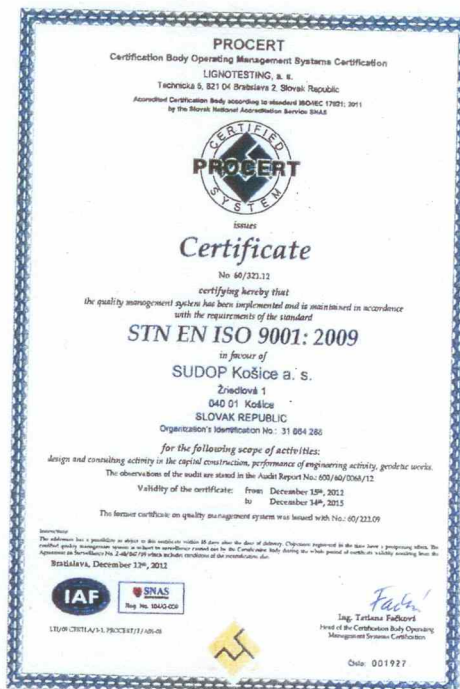 PROCERT
Certification Body Operating Management Systems Certification
LIGNOTESTING, a. s.
Technická 5, 821 04 Bratislava 2, Slovak Republic
Accredited Certification Body according to standard ISO/IEC 17021: 2011
by the Slovak National Accreditation Service SNAS
CERTIFIED
PROCERT
SYSTEM
issues
Certificate
No 60/321.12
certifying hereby that
the quality management system has been implemented and is maintained in accordance
with the requirements of the standard
STN EN ISO 9001: 2009
in favour of
SUDOP Košice a. s.
Žriedlová 1
040 01 Košice
SLOVAK REPUBLIC
Organization's Identification No.: 31 664 288
for the following scope of activities:
design and consulting activity in the capital construction, performance of engineering activity, geodetic works.
The observations of the audit are stated in the Audit Report No.: 600/60/0068/12
Validity of the certificate: from December 15th, 2012
to December 14th, 2015
The former certificate on quality management system was issued with No.: 60/222.09
Bratislava, December 12th, 2012
IAF
SNAS
Ing. Tatiana Fačková
Head of the Certification Body Operating
Management Systems Certification
Číslo: 001927